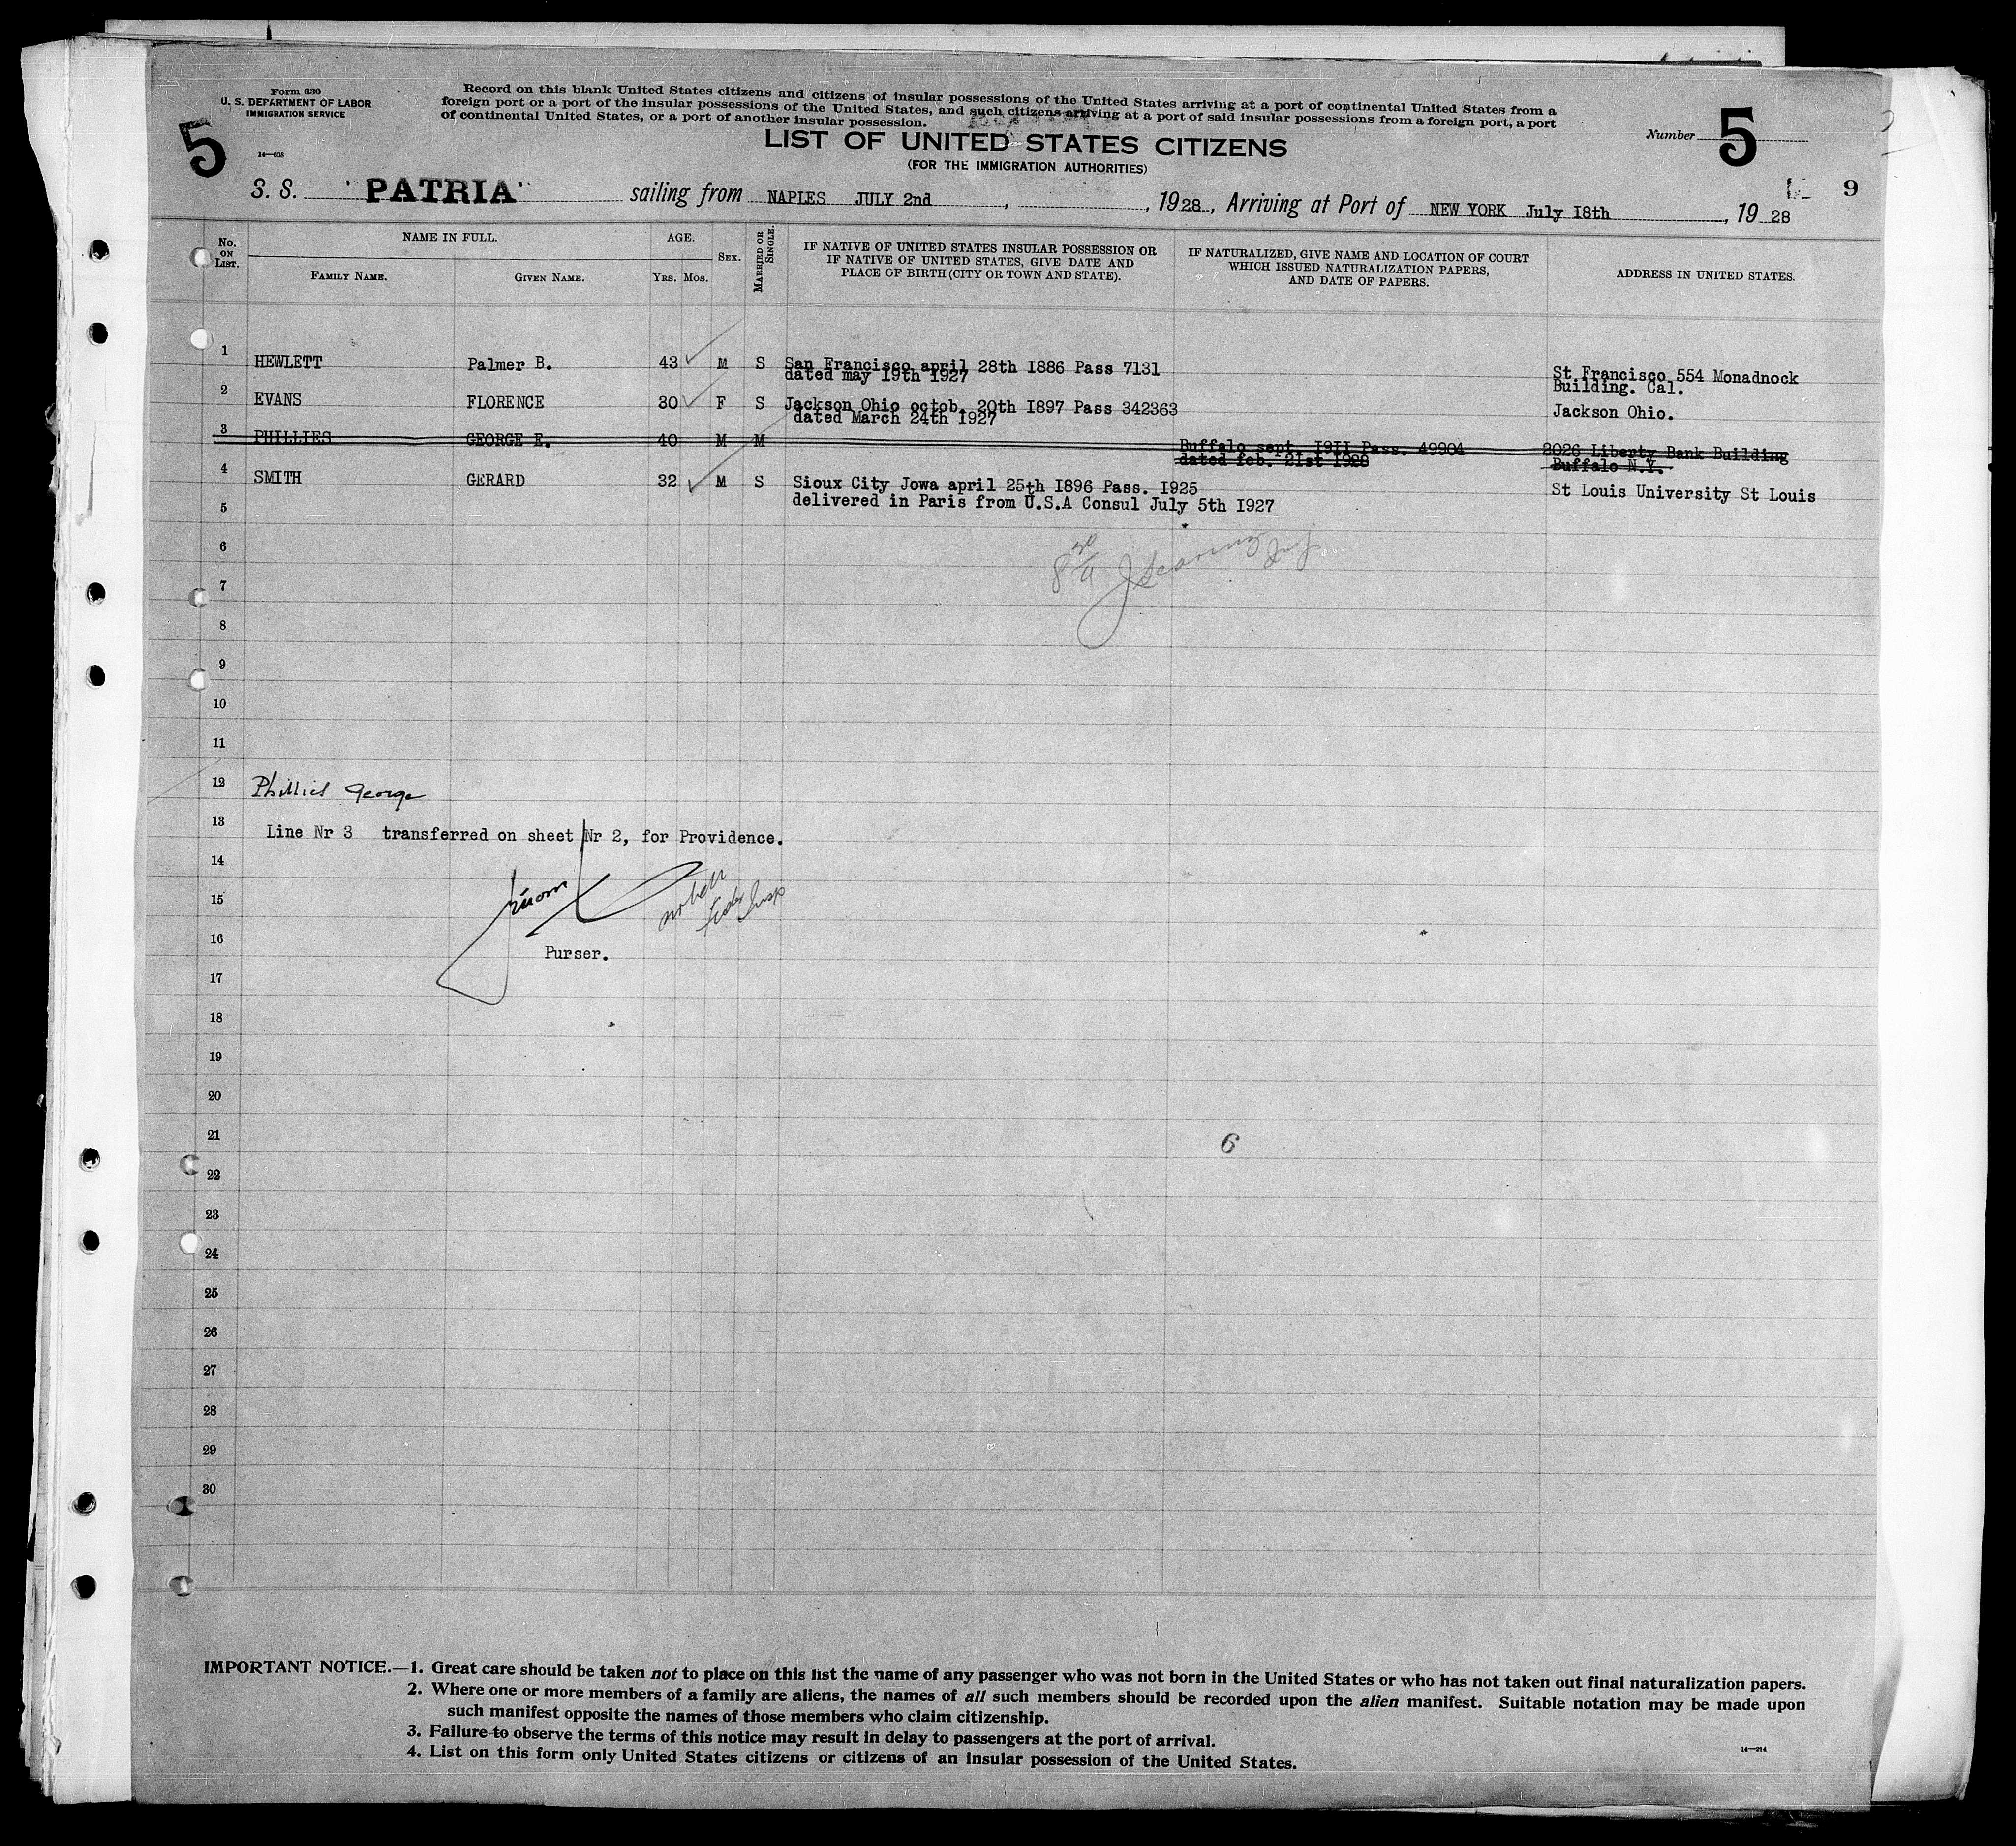 Form 630
U. S. DEPARTMENT OF LABOR
IMMIGRATION SERVICE
Record on this blank United States citizens and citizens of insular possessions of the United States arriving at a port of continental United States from a
foreign port or a port of the insular possessions of the United States, and such citizens arriving at a port of said insular possessions from a foreign port, a port
of continental United States, or a port of another insular possession.
5
14—608
LIST OF UNITED STATES CITIZENS
(FOR THE IMMIGRATION AUTHORITIES)
Number 5
9
S. S. "PATRIA" sailing from NAPLES JULY 2nd, 1928, Arriving at Port of NEW YORK July 18th, 1928
No. ON LIST.
NAME IN FULL.
FAMILY NAME. GIVEN NAME.
AGE.
YRS. MOS.
SEX.
MARRIED OR SINGLE.
IF NATIVE OF UNITED STATES INSULAR POSSESSION OR
IF NATIVE OF UNITED STATES, GIVE DATE AND
PLACE OF BIRTH (CITY OR TOWN AND STATE).
IF NATURALIZED, GIVE NAME AND LOCATION OF COURT
WHICH ISSUED NATURALIZATION PAPERS,
AND DATE OF PAPERS.
ADDRESS IN UNITED STATES.
1 HEWLETT Palmer B. 43 M S San Francisco april 28th I886 Pass 7131 St Francisco 554 Monadnock
dated may 19th 1927 Building. Cal.
2 EVANS FLORENCE 30 F S Jackson Ohio octob. 20th I897 Pass 342363 Jackson Ohio.
dated March 24th 1927
3 PHILLIES GEORGE E. 40 M M Buffalo sept. I9II Pass. 49904 2026 Liberty Bank Building
dated feb. 21st 1928 Buffalo N.Y.
4 SMITH GERARD 32 M S Sioux City Jowa april 25th I896 Pass. I925 St Louis University St Louis
delivered in Paris from U.S.A Consul July 5th I927
5
6
7
8
9
10
11
12 Phillies George
13 Line Nr 3 transferred on sheet Nr 2, for Providence.
14
15
16 Purser.
17
18
19
20
21 6
22
23
24
25
26
27
28
29
30
IMPORTANT NOTICE.—1. Great care should be taken not to place on this list the name of any passenger who was not born in the United States or who has not taken out final naturalization papers.
2. Where one or more members of a family are aliens, the names of all such members should be recorded upon the alien manifest. Suitable notation may be made upon
such manifest opposite the names of those members who claim citizenship.
3. Failure to observe the terms of this notice may result in delay to passengers at the port of arrival.
4. List on this form only United States citizens or citizens of an insular possession of the United States.
14—214